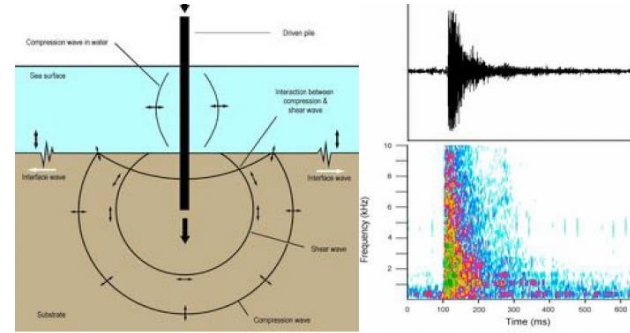 Driven pile
Compression wave in water
Sea surface
Interaction between
compression &
shear wave
Interface wave
Interface wave
Shear wave
Substrate
Compression wave
10
8
6
4
2
Frequency (kHz)
0
100
200
300
400
500
600
Time (ms)